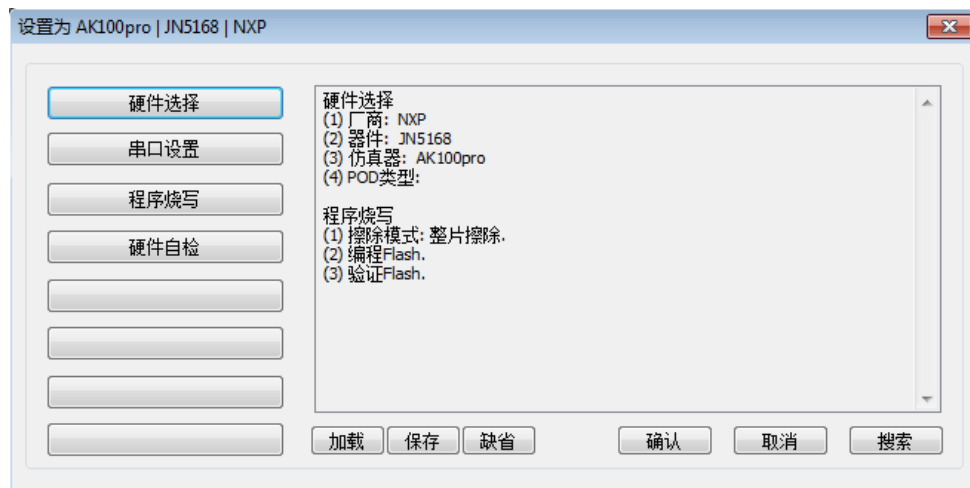 设置为 AK100pro | JN5168 | NXP
硬件选择
串口设置
程序烧写
硬件自检
硬件选择
(1) 厂商: NXP
(2) 器件: JN5168
(3) 仿真器: AK100pro
(4) POD类型:
程序烧写
(1) 擦除模式: 整片擦除.
(2) 编程Flash.
(3) 验证Flash.
加载 保存 缺省 确认 取消 搜索